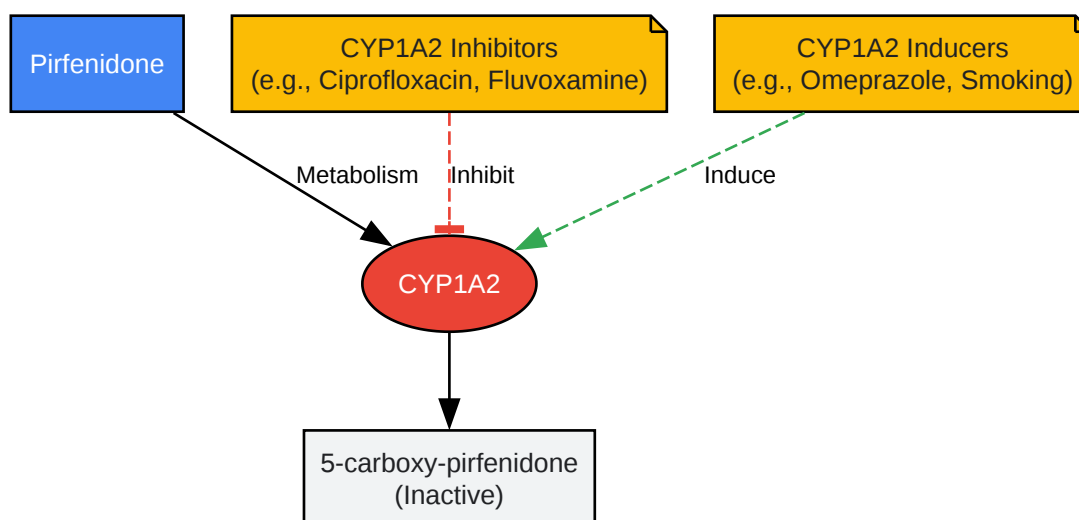 Pirfenidone
CYP1A2 Inhibitors
(e.g., Ciprofloxacin, Fluvoxamine)
CYP1A2 Inducers
(e.g., Omeprazole, Smoking)
Metabolism
Inhibit
Induce
CYP1A2
5-carboxy-pirfenidone
(Inactive)